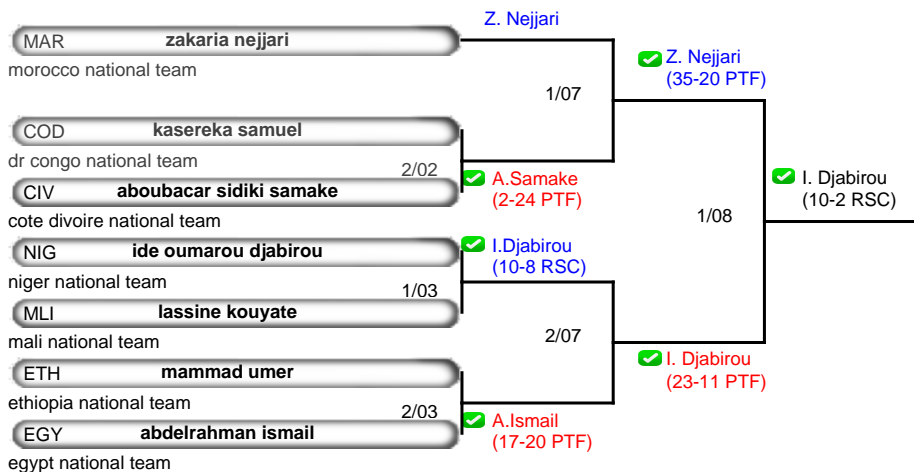 Z. Nejjari
MAR zakaria nejjari
morocco national team
Z. Nejjari
(35-20 PTF)
1/07
COD kasereka samuel
dr congo national team
2/02
A.Samake
(2-24 PTF)
CIV aboubacar sidiki samake
cote divoire national team
I. Djabirou
(10-2 RSC)
1/08
NIG ide oumarou djabirou
niger national team
I.Djabirou
(10-8 RSC)
1/03
MLI lassine kouyate
mali national team
2/07
ETH mammad umer
ethiopia national team
I. Djabirou
(23-11 PTF)
2/03
A.Ismail
(17-20 PTF)
EGY abdelrahman ismail
egypt national team